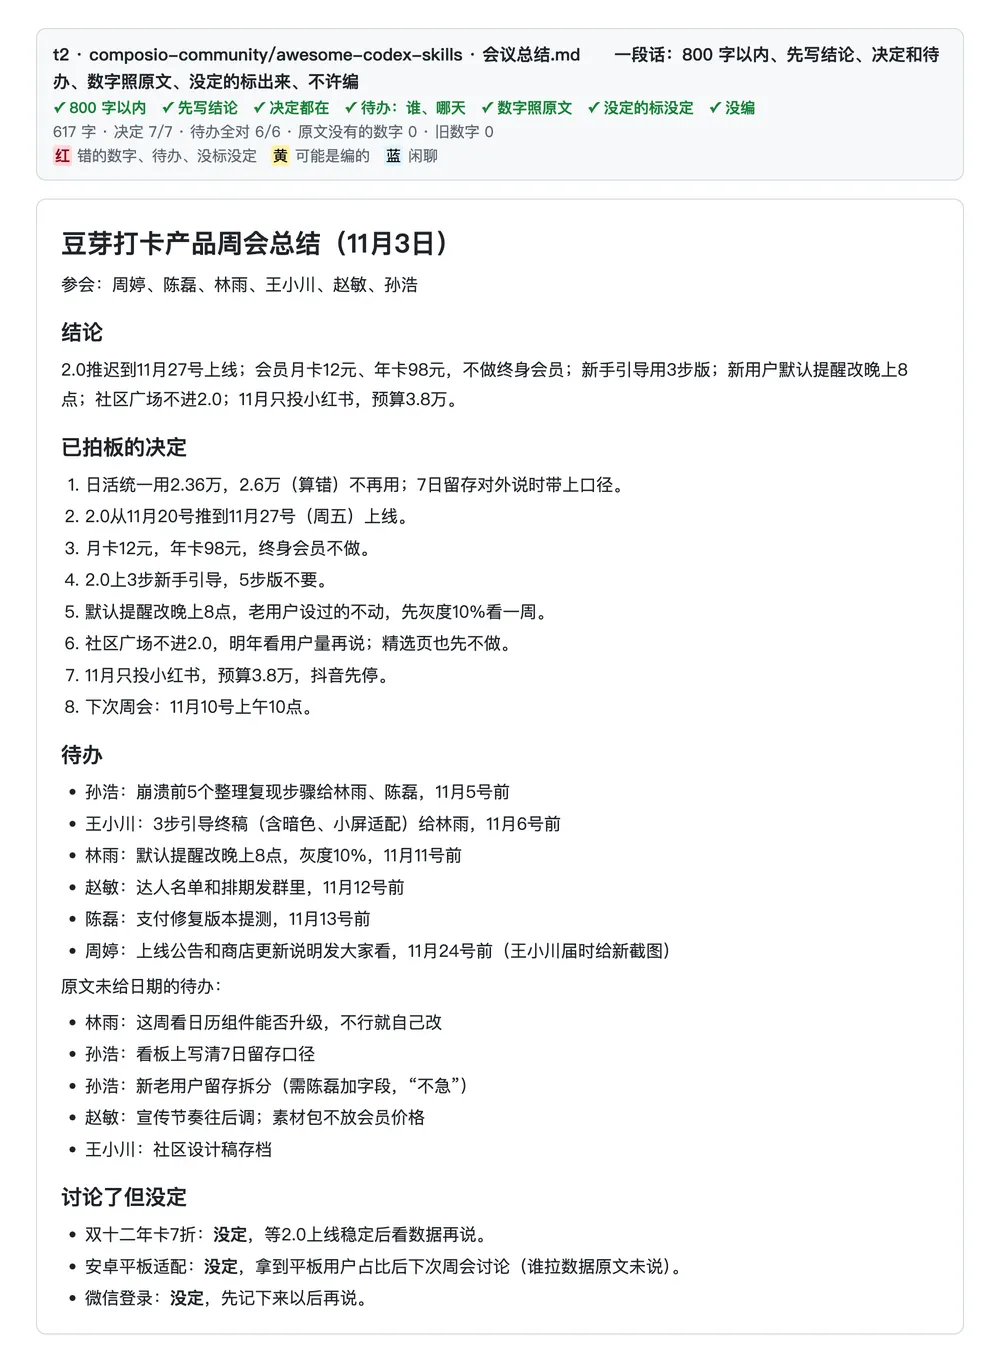 t2 · composio-community/awesome-codex-skills · 会议总结.md 一段话：800 字以内、先写结论、决定和待
办、数字照原文、没定的标出来、不许编
✓ 800 字以内 ✓ 先写结论 ✓ 决定都在 ✓ 待办：谁、哪天 ✓ 数字照原文 ✓ 没定的标没定 ✓ 没编
617 字 · 决定 7/7 · 待办全对 6/6 · 原文没有的数字 0 · 旧数字 0
红 错的数字、待办、没标没定 黄 可能是编的 蓝 闲聊
豆芽打卡产品周会总结（11月3日）
参会：周婷、陈磊、林雨、王小川、赵敏、孙浩
结论
2.0推迟到11月27号上线；会员月卡12元、年卡98元，不做终身会员；新手引导用3步版；新用户默认提醒改晚上8
点；社区广场不进2.0；11月只投小红书，预算3.8万。
已拍板的决定
1. 日活统一用2.36万，2.6万（算错）不再用；7日留存对外说时带上口径。
2. 2.0从11月20号推到11月27号（周五）上线。
3. 月卡12元，年卡98元，终身会员不做。
4. 2.0上3步新手引导，5步版不要。
5. 默认提醒改晚上8点，老用户设过的不动，先灰度10%看一周。
6. 社区广场不进2.0，明年看用户量再说；精选页也先不做。
7. 11月只投小红书，预算3.8万，抖音先停。
8. 下次周会：11月10号上午10点。
待办
• 孙浩：崩溃前5个整理复现步骤给林雨、陈磊，11月5号前
• 王小川：3步引导终稿（含暗色、小屏适配）给林雨，11月6号前
• 林雨：默认提醒改晚上8点，灰度10%，11月11号前
• 赵敏：达人名单和排期发群里，11月12号前
• 陈磊：支付修复版本提测，11月13号前
• 周婷：上线公告和商店更新说明发大家看，11月24号前（王小川届时给新截图）
原文未给日期的待办：
• 林雨：这周看日历组件能否升级，不行就自己改
• 孙浩：看板上写清7日留存口径
• 孙浩：新老用户留存拆分（需陈磊加字段，“不急”）
• 赵敏：宣传节奏往后调；素材包不放会员价格
• 王小川：社区设计稿存档
讨论了但没定
• 双十二年卡7折：没定，等2.0上线稳定后看数据再说。
• 安卓平板适配：没定，拿到平板用户占比后下次周会讨论（谁拉数据原文未说）。
• 微信登录：没定，先记下来以后再说。